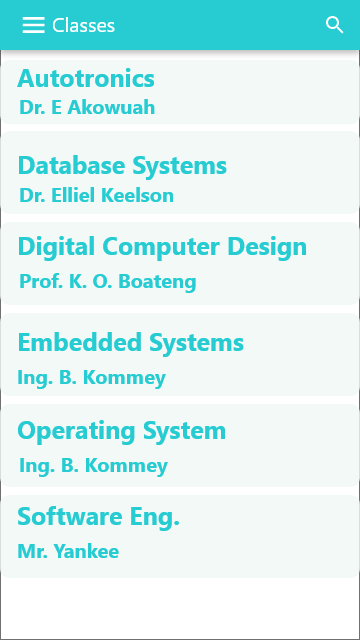 Classes
Autotronics
Dr. E Akowuah
Database Systems
Dr. Elliel Keelson
Digital Computer Design
Prof. K. O. Boateng
Embedded Systems
Ing. B. Kommey
Operating System
Ing. B. Kommey
Software Eng.
Mr. Yankee